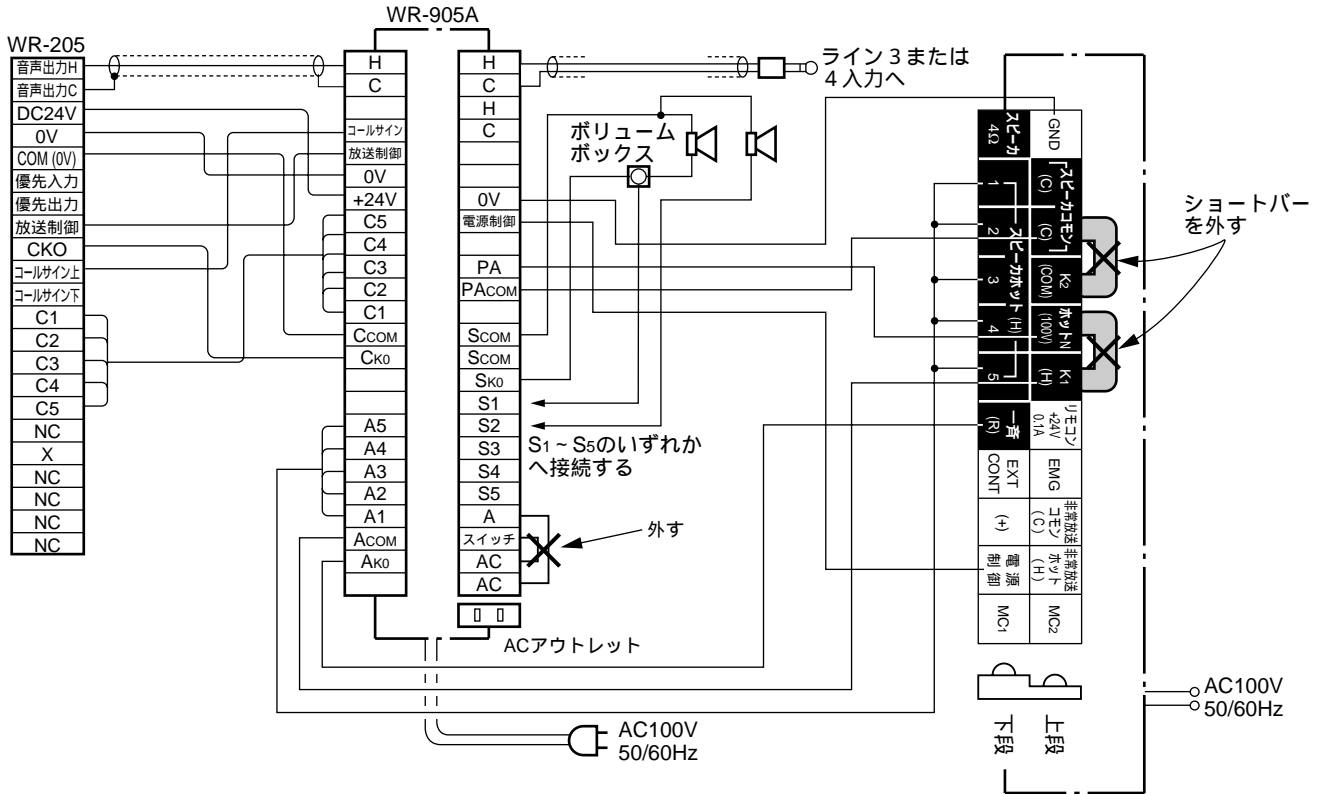 WR-205
音声出力H
音声出力C
DC24V
0V
COM (0V)
優先入力
優先出力
放送制御
CKO
コールサイン上
コールサイン下
C1
C2
C3
C4
C5
NC
X
NC
NC
NC
NC
WR-905A
H
C
コールサイン
放送制御
0V
+24V
C5
C4
C3
C2
C1
CCOM
CK0
A5
A4
A3
A2
A1
ACOM
AK0
H
C
H
C
0V
電源制御
PA
PACOM
SCOM
SCOM
SK0
S1
S2
S3
S4
S5
A
スイッチ
AC
AC
ACアウトレット
AC100V
50/60Hz
ライン3または
4入力へ
ボリューム
ボックス
S1~S5のいずれか
へ接続する
外す
スピーカ
4Ω
1
2
3
4
5
スピーカホット(H)
一斉
(R)
EXT
CONT
(+)
電源
制御
MC1
GND
スピーカコモン
(C)
(C)
K2
(COM)
ホットN
(100V)
K1
(H)
リモコン
+24V
0.1A
EMG
非常放送
コモン
(C)
非常放送
ホット
(H)
MC2
ショートバー
を外す
下段
上段
AC100V
50/60Hz